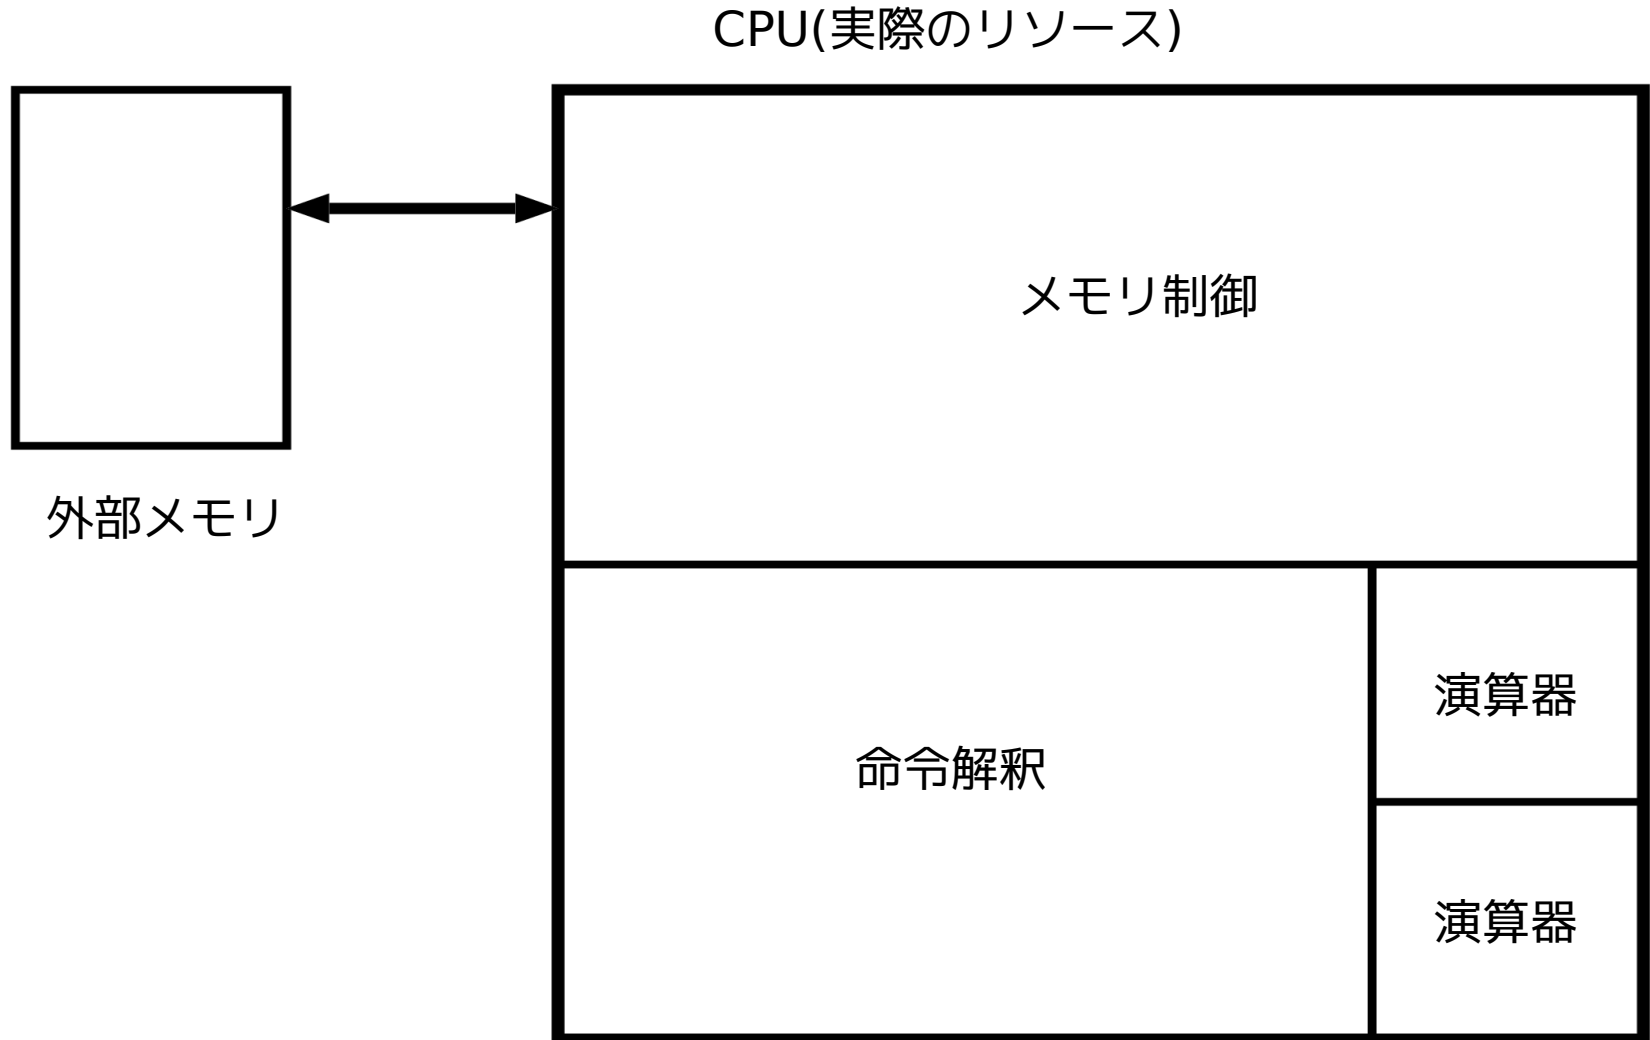 CPU(実際のリソース)
メモリ制御
外部メモリ
演算器
命令解釈
演算器